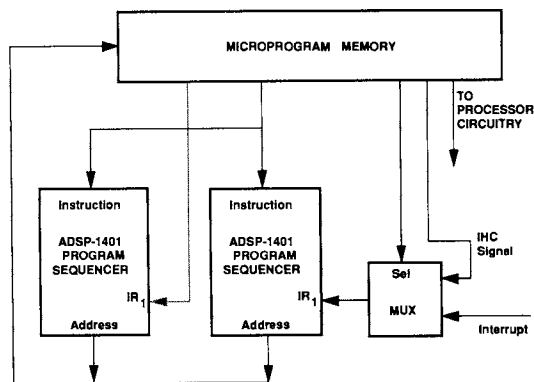 MICROPROGRAM MEMORY
TO
PROCESSOR
CIRCUITRY
Instruction
ADSP-1401
PROGRAM
SEQUENCER
IR1
Address
Instruction
ADSP-1401
PROGRAM
SEQUENCER
IR1
Address
IHC
Signal
Sel
MUX
Interrupt